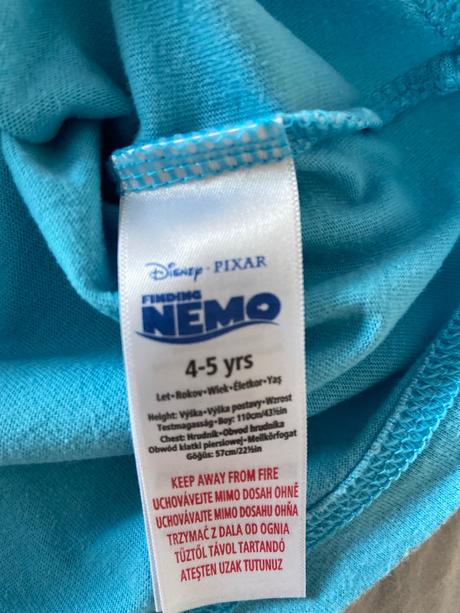 Disney · PIXAR
FINDING
NEMO
4-5 yrs
Let•Rokov•Wiek•Életkor•Yaş
Height: Výška•Výška postavy•Wzrost
Testmagasság•Boy: 110cm/43½in
Chest: Hrudník•Obvod hrudníka
Obwód klatki piersiowej•Mellkörfogat
Göğüs: 57cm/22½in
KEEP AWAY FROM FIRE
UCHOVÁVEJTE MIMO DOSAH OHNĚ
UCHOVÁVAJTE MIMO DOSAHU OHŇA
TRZYMAĆ Z DALA OD OGNIA
TŰZTŐL TÁVOL TARTANDÓ
ATEŞTEN UZAK TUTUNUZ